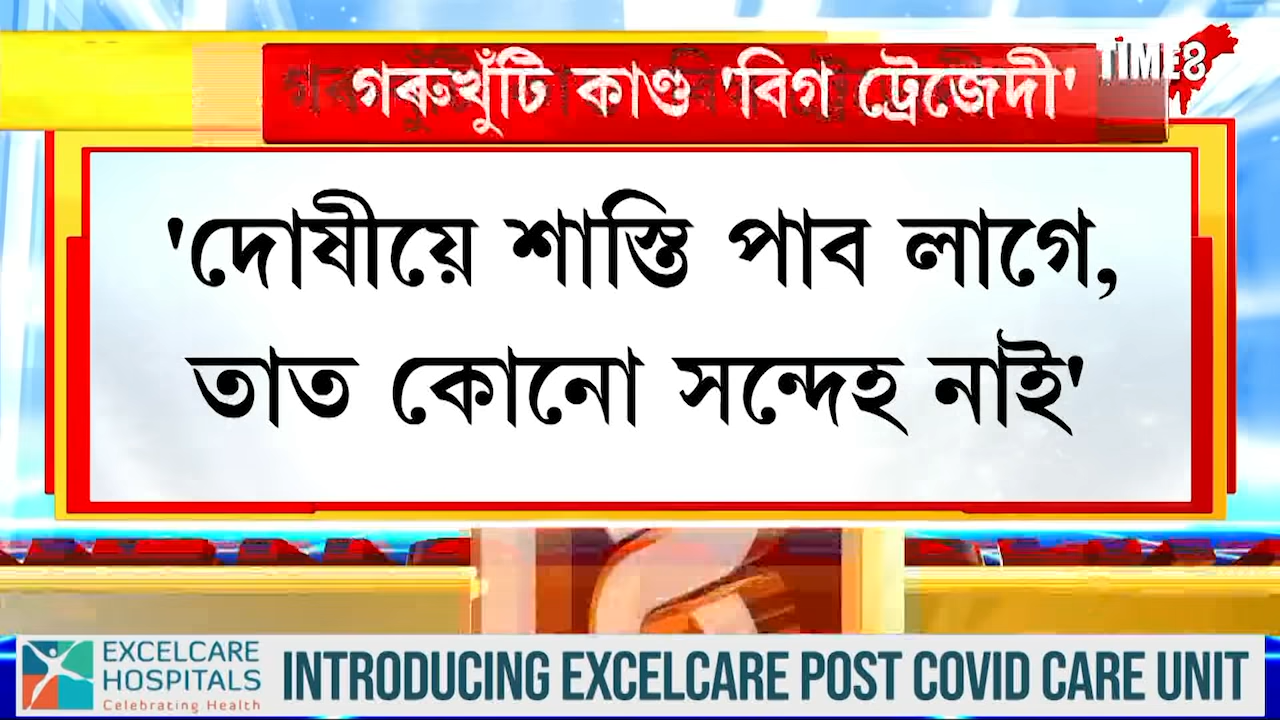 গৰুখুঁটি কাণ্ড 'বিগ ট্ৰেজেদী'
TIME8
'দোষীয়ে শাস্তি পাব লাগে,
তাত কোনো সন্দেহ নাই'
EXCELCARE
HOSPITALS
Celebrating Health
INTRODUCING EXCELCARE POST COVID CARE UNIT